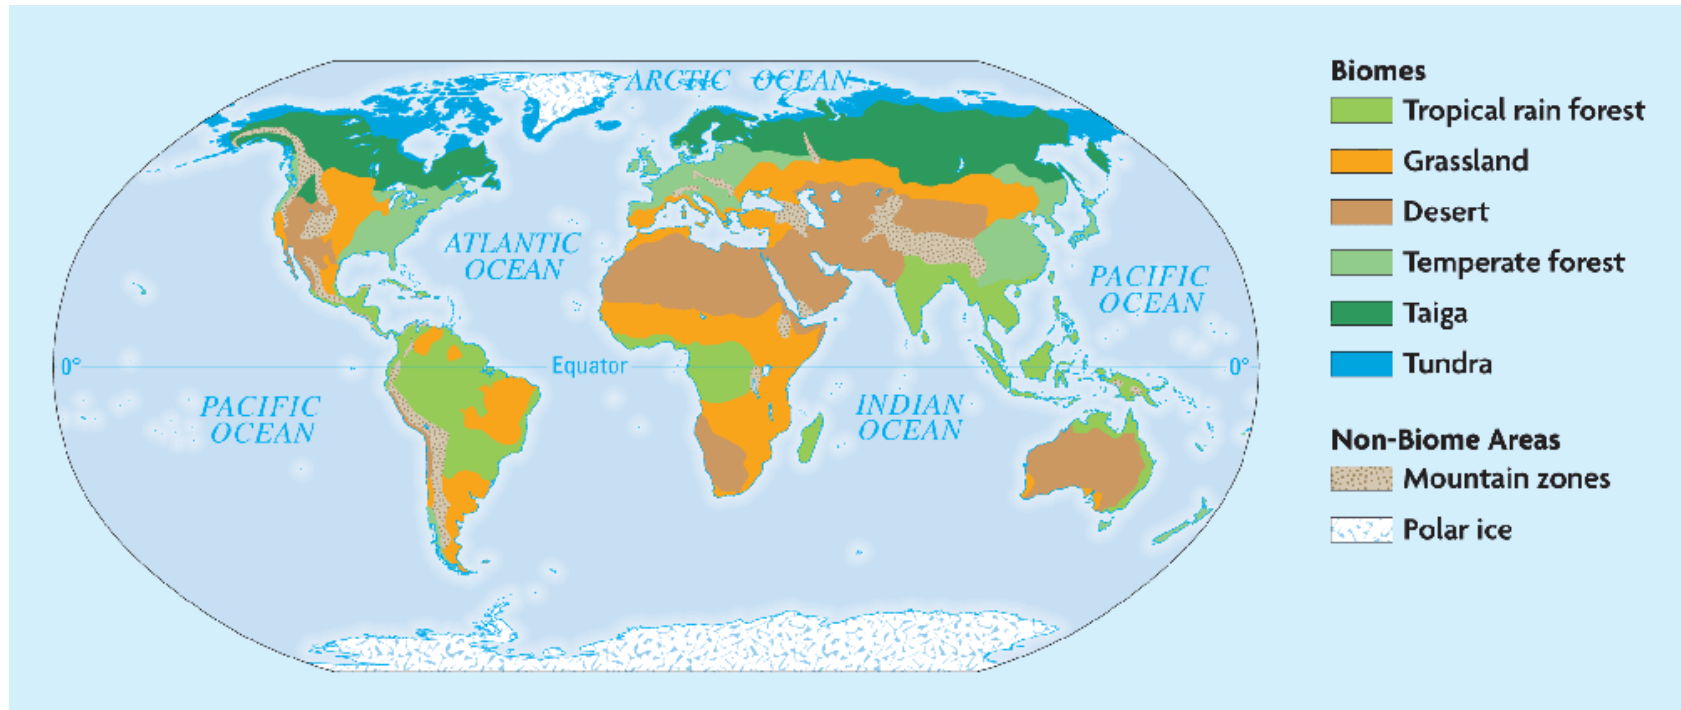 ARCTIC OCEAN
ATLANTIC
OCEAN
PACIFIC
OCEAN
0°
Equator
0°
PACIFIC
OCEAN
INDIAN
OCEAN
Biomes
Tropical rain forest
Grassland
Desert
Temperate forest
Taiga
Tundra
Non-Biome Areas
Mountain zones
Polar ice